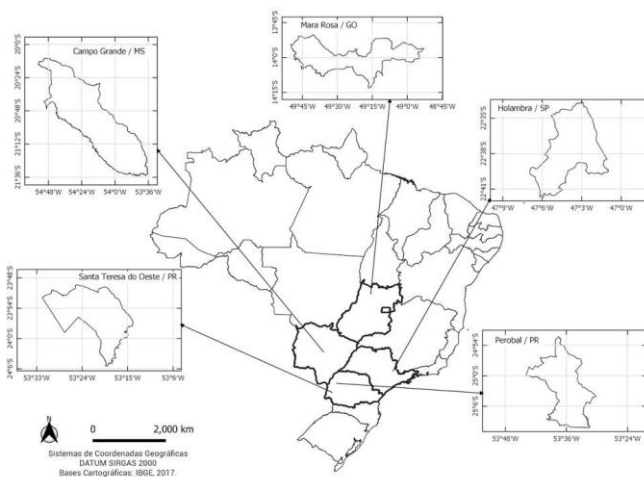 Campo Grande / MS
20°0'S
20°24'S
20°48'S
21°12'S
21°36'S
54°48'W 54°24'W 54°0'W 53°36'W
Mara Rosa / GO
13°45'S
14°0'S
14°15'S
49°45'W 49°30'W 49°15'W 49°0'W 48°45'W
Holambra / SP
22°35'S
22°38'S
22°41'S
47°9'W 47°6'W 47°3'W 47°0'W
Santa Teresa do Oeste / PR
23°48'S
23°54'S
24°0'S
24°6'S
53°33'W 53°24'W 53°15'W 53°6'W
Perobal / PR
24°54'S
25°0'S
25°6'S
53°48'W 53°36'W 53°24'W
N
0 2,000 km
Sistemas de Coordenadas Geográficas
DATUM SIRGAS 2000
Bases Cartográficas: IBGE, 2017.